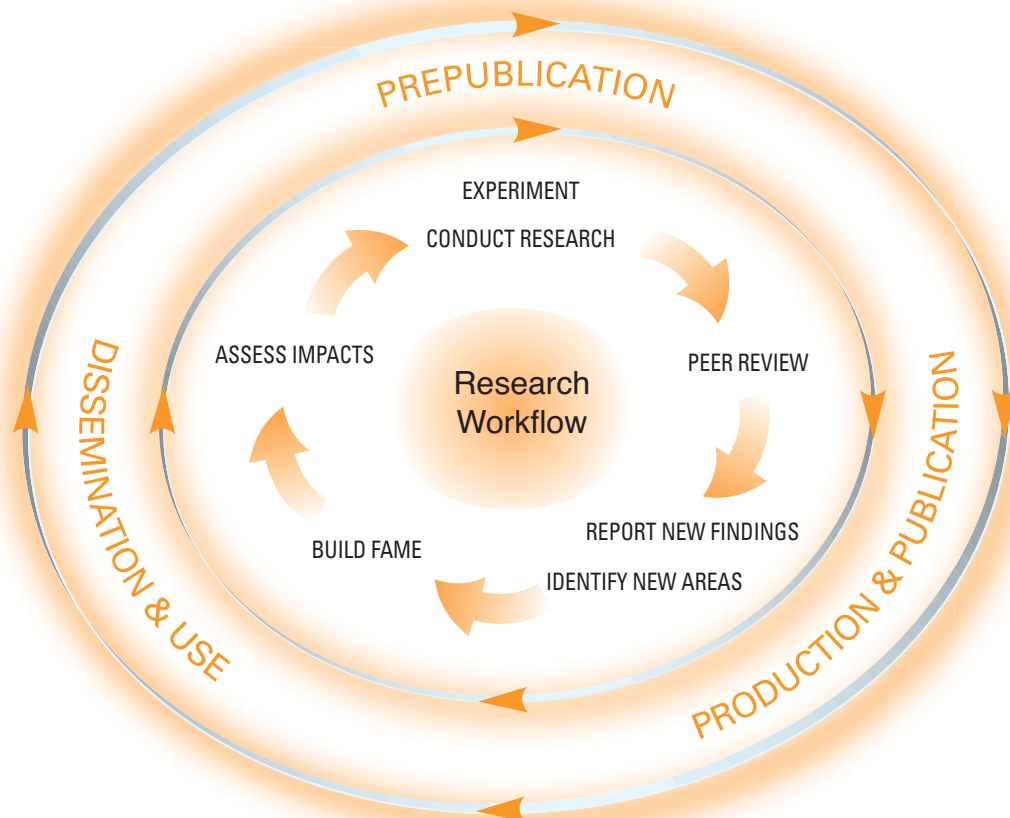 PREPUBLICATION
EXPERIMENT
CONDUCT RESEARCH
ASSESS IMPACTS
PEER REVIEW
Research
Workflow
REPORT NEW FINDINGS
BUILD FAME
IDENTIFY NEW AREAS
DISSEMINATION & USE
PRODUCTION & PUBLICATION